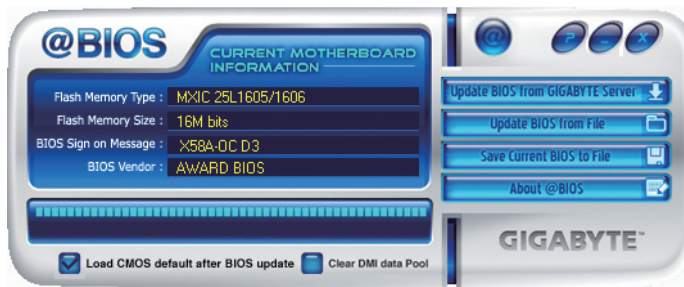 @BIOS
CURRENT MOTHERBOARD
INFORMATION
Flash Memory Type : MXIC 25L1605/1606
Flash Memory Size : 16M bits
BIOS Sign on Message : X58A-OC D3
BIOS Vendor : AWARD BIOS
Load CMOS default after BIOS update Clear DMI data Pool
@ ? – X
Update BIOS from GIGABYTE Server
Update BIOS from File
Save Current BIOS to File
About @BIOS
GIGABYTE™